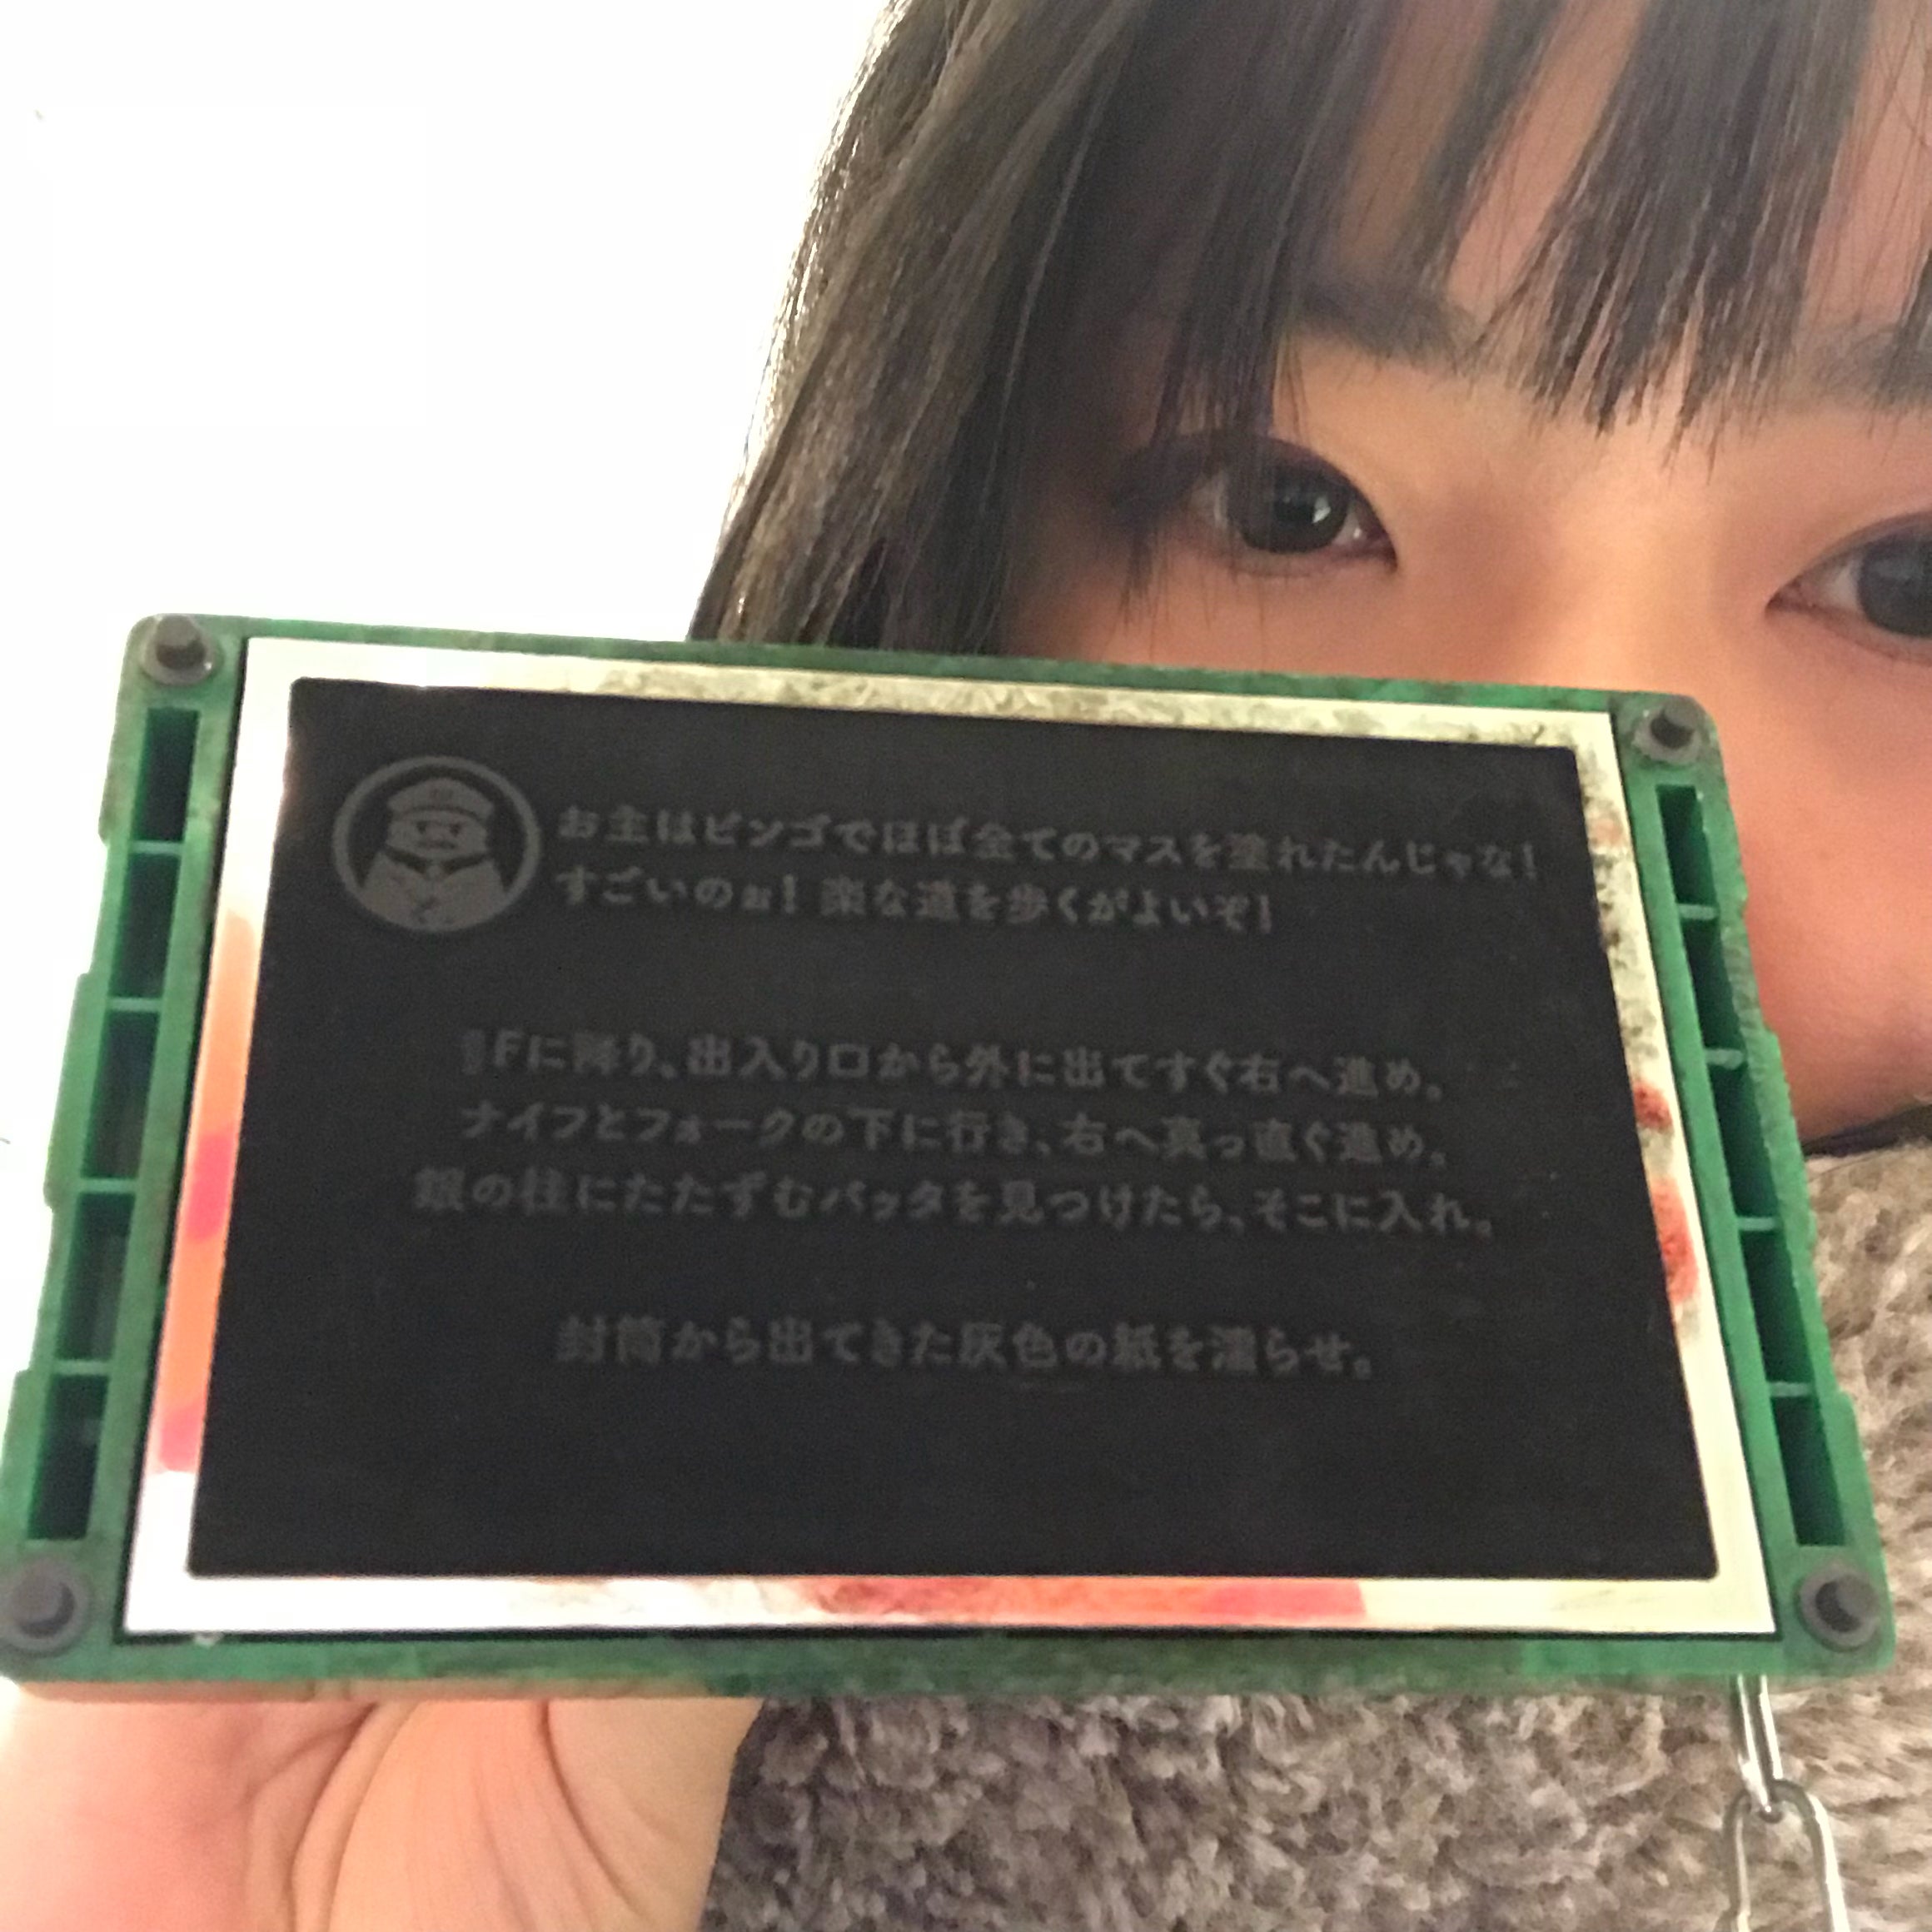 お主はビンゴでほぼ全てのマスを塗れたんじゃな!
すごいのぉ! 楽な道を歩くがよいぞ!
Fに降り、出入り口から外に出てすぐ右へ進め。
ナイフとフォークの下に行き、右へ真っ直ぐ進め。
銀の柱にたたずむバッタを見つけたら、そこに入れ。
封筒から出てきた灰色の紙を濡らせ。